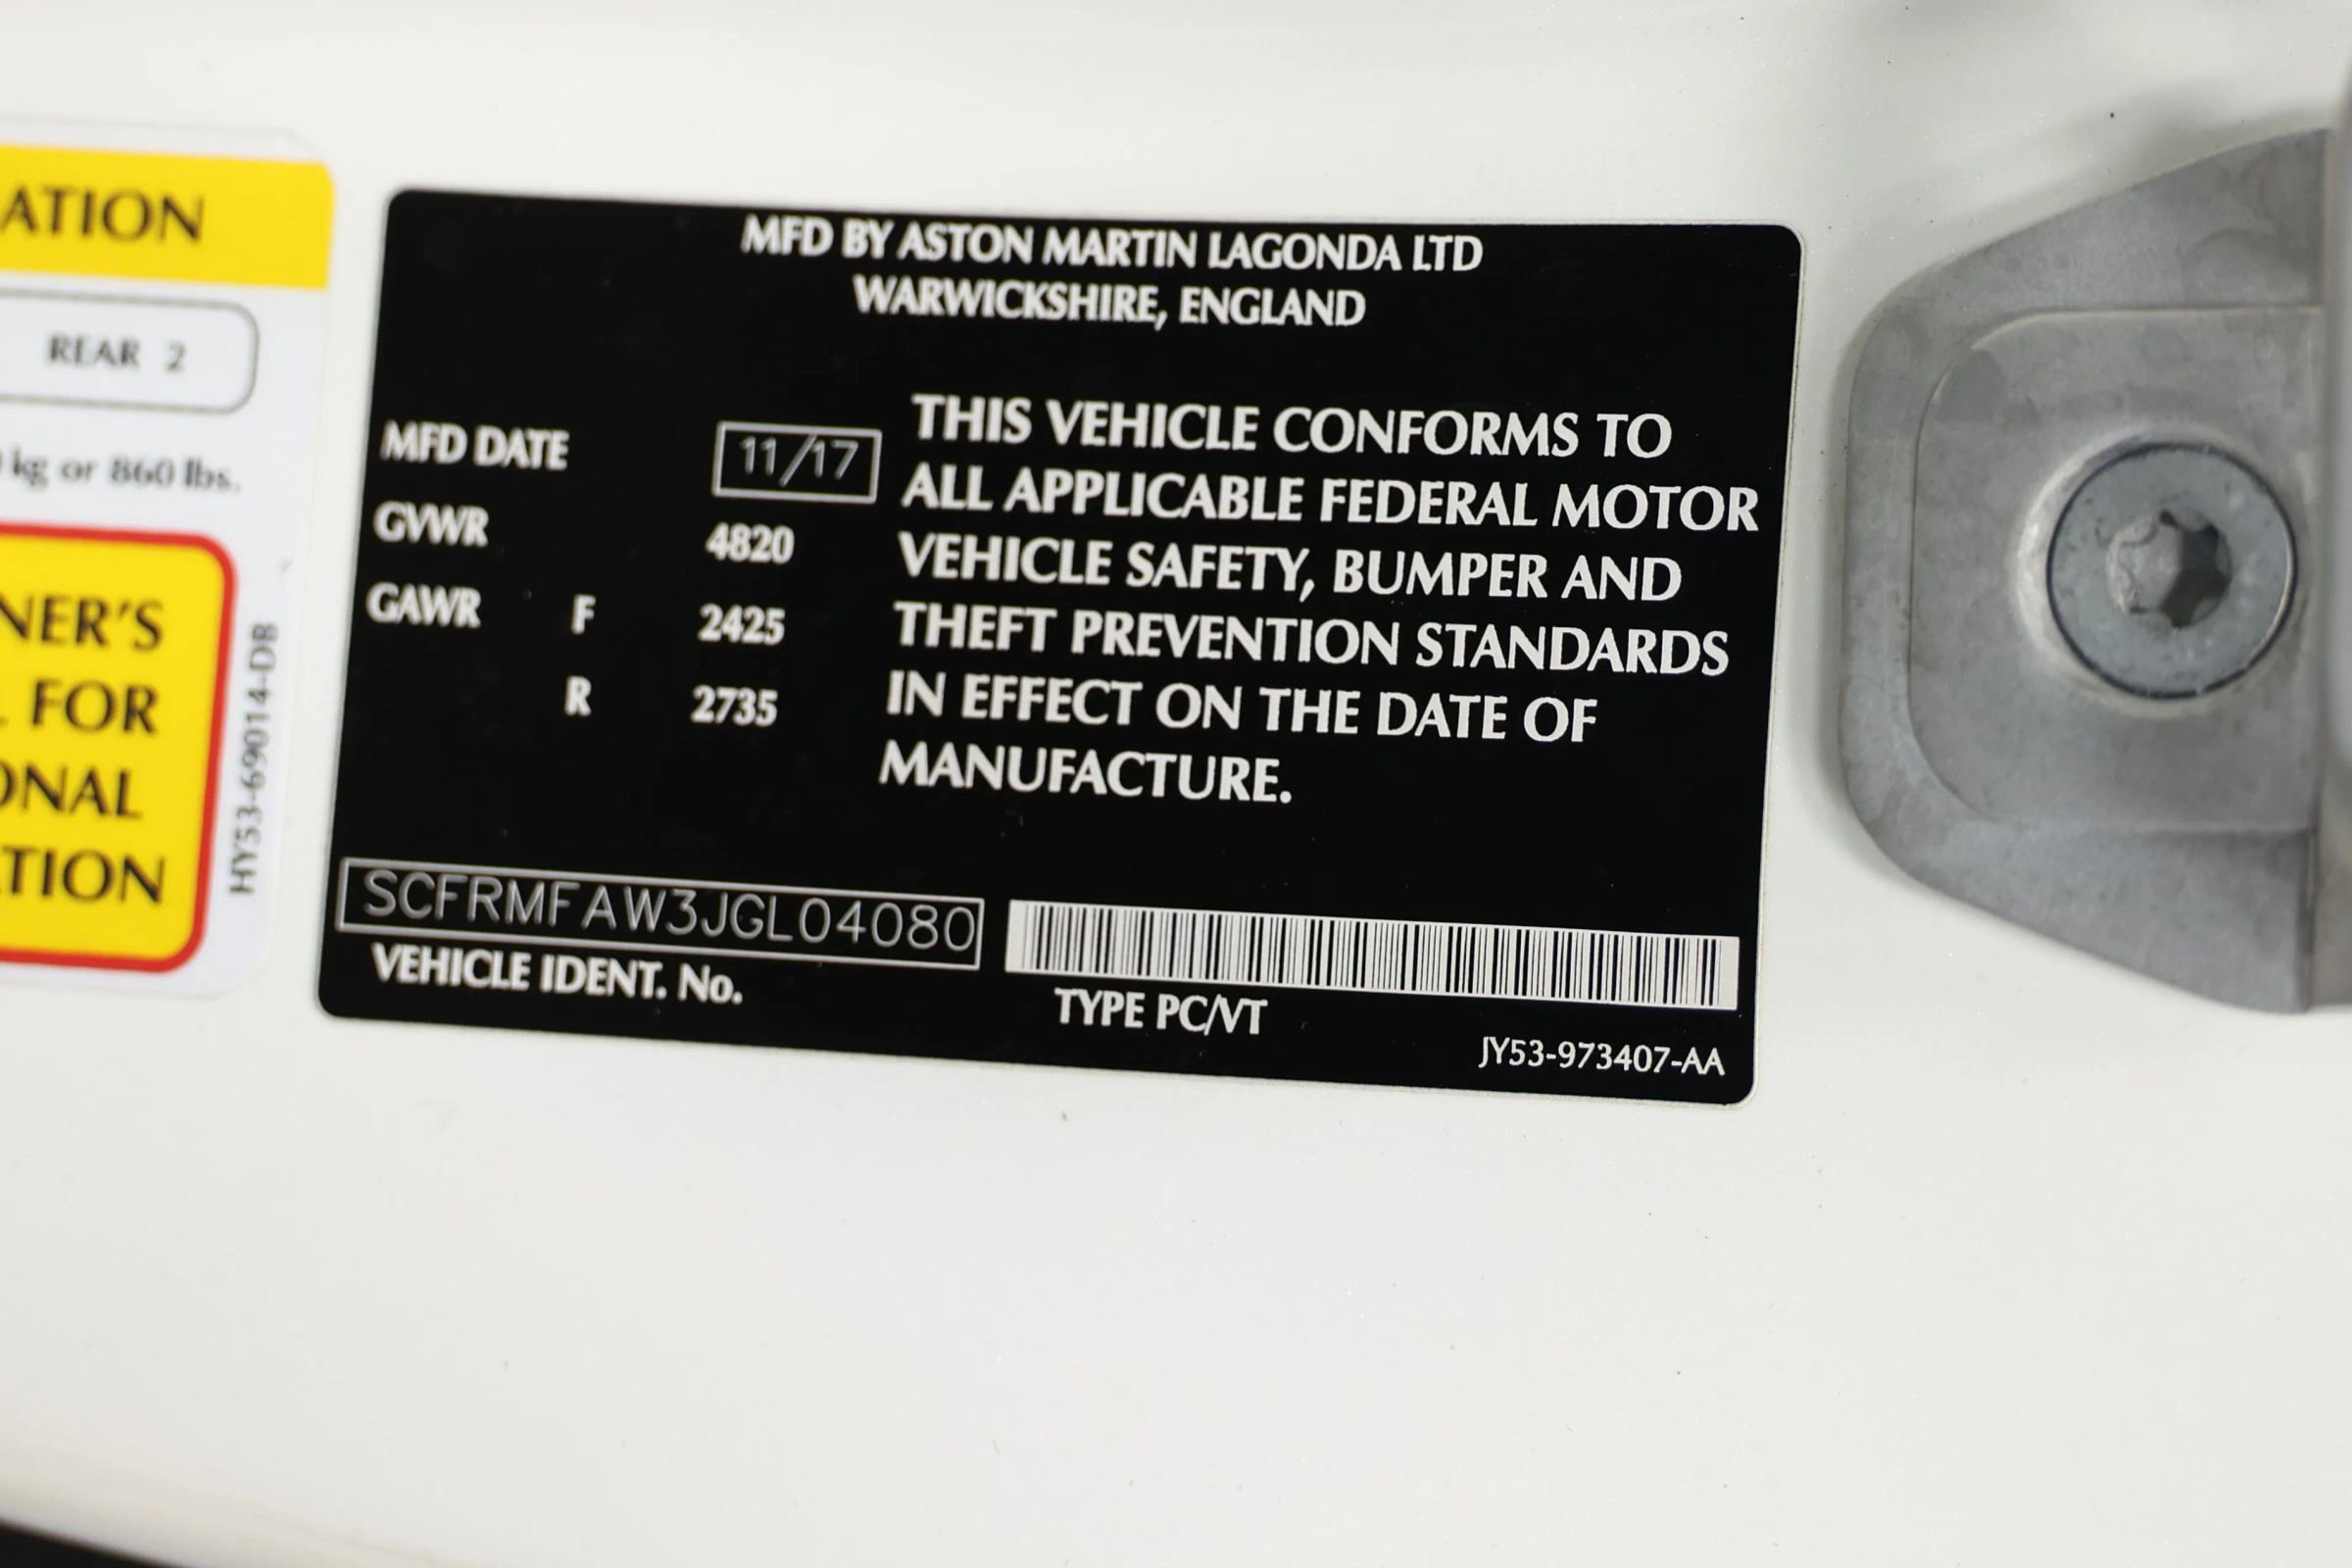 ATION
REAR 2
kg or 860 lbs.
NER'S
FOR
ONAL
TION
HY53-69014-DB
MFD BY ASTON MARTIN LAGONDA LTD
WARWICKSHIRE, ENGLAND
MFD DATE 11/17
GVWR 4820
GAWR F 2425
R 2735
THIS VEHICLE CONFORMS TO
ALL APPLICABLE FEDERAL MOTOR
VEHICLE SAFETY, BUMPER AND
THEFT PREVENTION STANDARDS
IN EFFECT ON THE DATE OF
MANUFACTURE.
SCFRMFAW3JGL04080
VEHICLE IDENT. No.
TYPE PC/VT
JY53-973407-AA